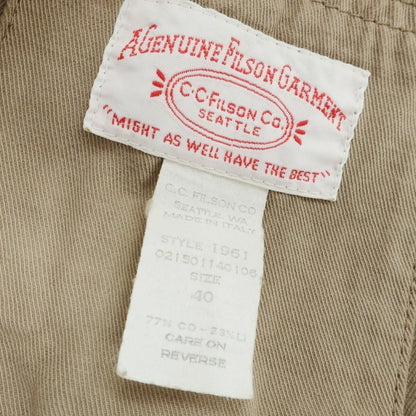 A GENUINE FILSON GARMENT
C·C·FILSON CO.
SEATTLE
"MIGHT AS WELL HAVE THE BEST"
C.C. FILSON CO
SEATTLE, WA
MADE IN ITALY
STYLE 1961
021501140106
SIZE
40
77% CO - 23% LI
CARE ON
REVERSE